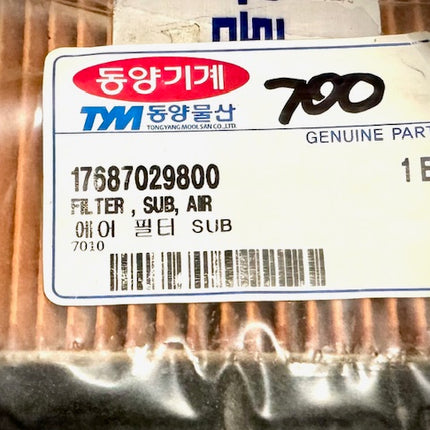 동양기계
TYM 동양물산
TONGYANG MOOLSAN CO.,LTD.
700
GENUINE PART
17687029800
1 E
FILTER , SUB, AIR
에어 필터 SUB
7010